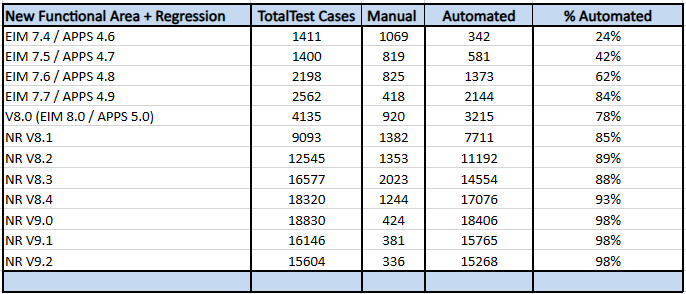 New Functional Area + Regression TotalTest Cases Manual Automated % Automated
EIM 7.4 / APPS 4.6 1411 1069 342 24%
EIM 7.5 / APPS 4.7 1400 819 581 42%
EIM 7.6 / APPS 4.8 2198 825 1373 62%
EIM 7.7 / APPS 4.9 2562 418 2144 84%
V8.0 (EIM 8.0 / APPS 5.0) 4135 920 3215 78%
NR V8.1 9093 1382 7711 85%
NR V8.2 12545 1353 11192 89%
NR V8.3 16577 2023 14554 88%
NR V8.4 18320 1244 17076 93%
NR V9.0 18830 424 18406 98%
NR V9.1 16146 381 15765 98%
NR V9.2 15604 336 15268 98%